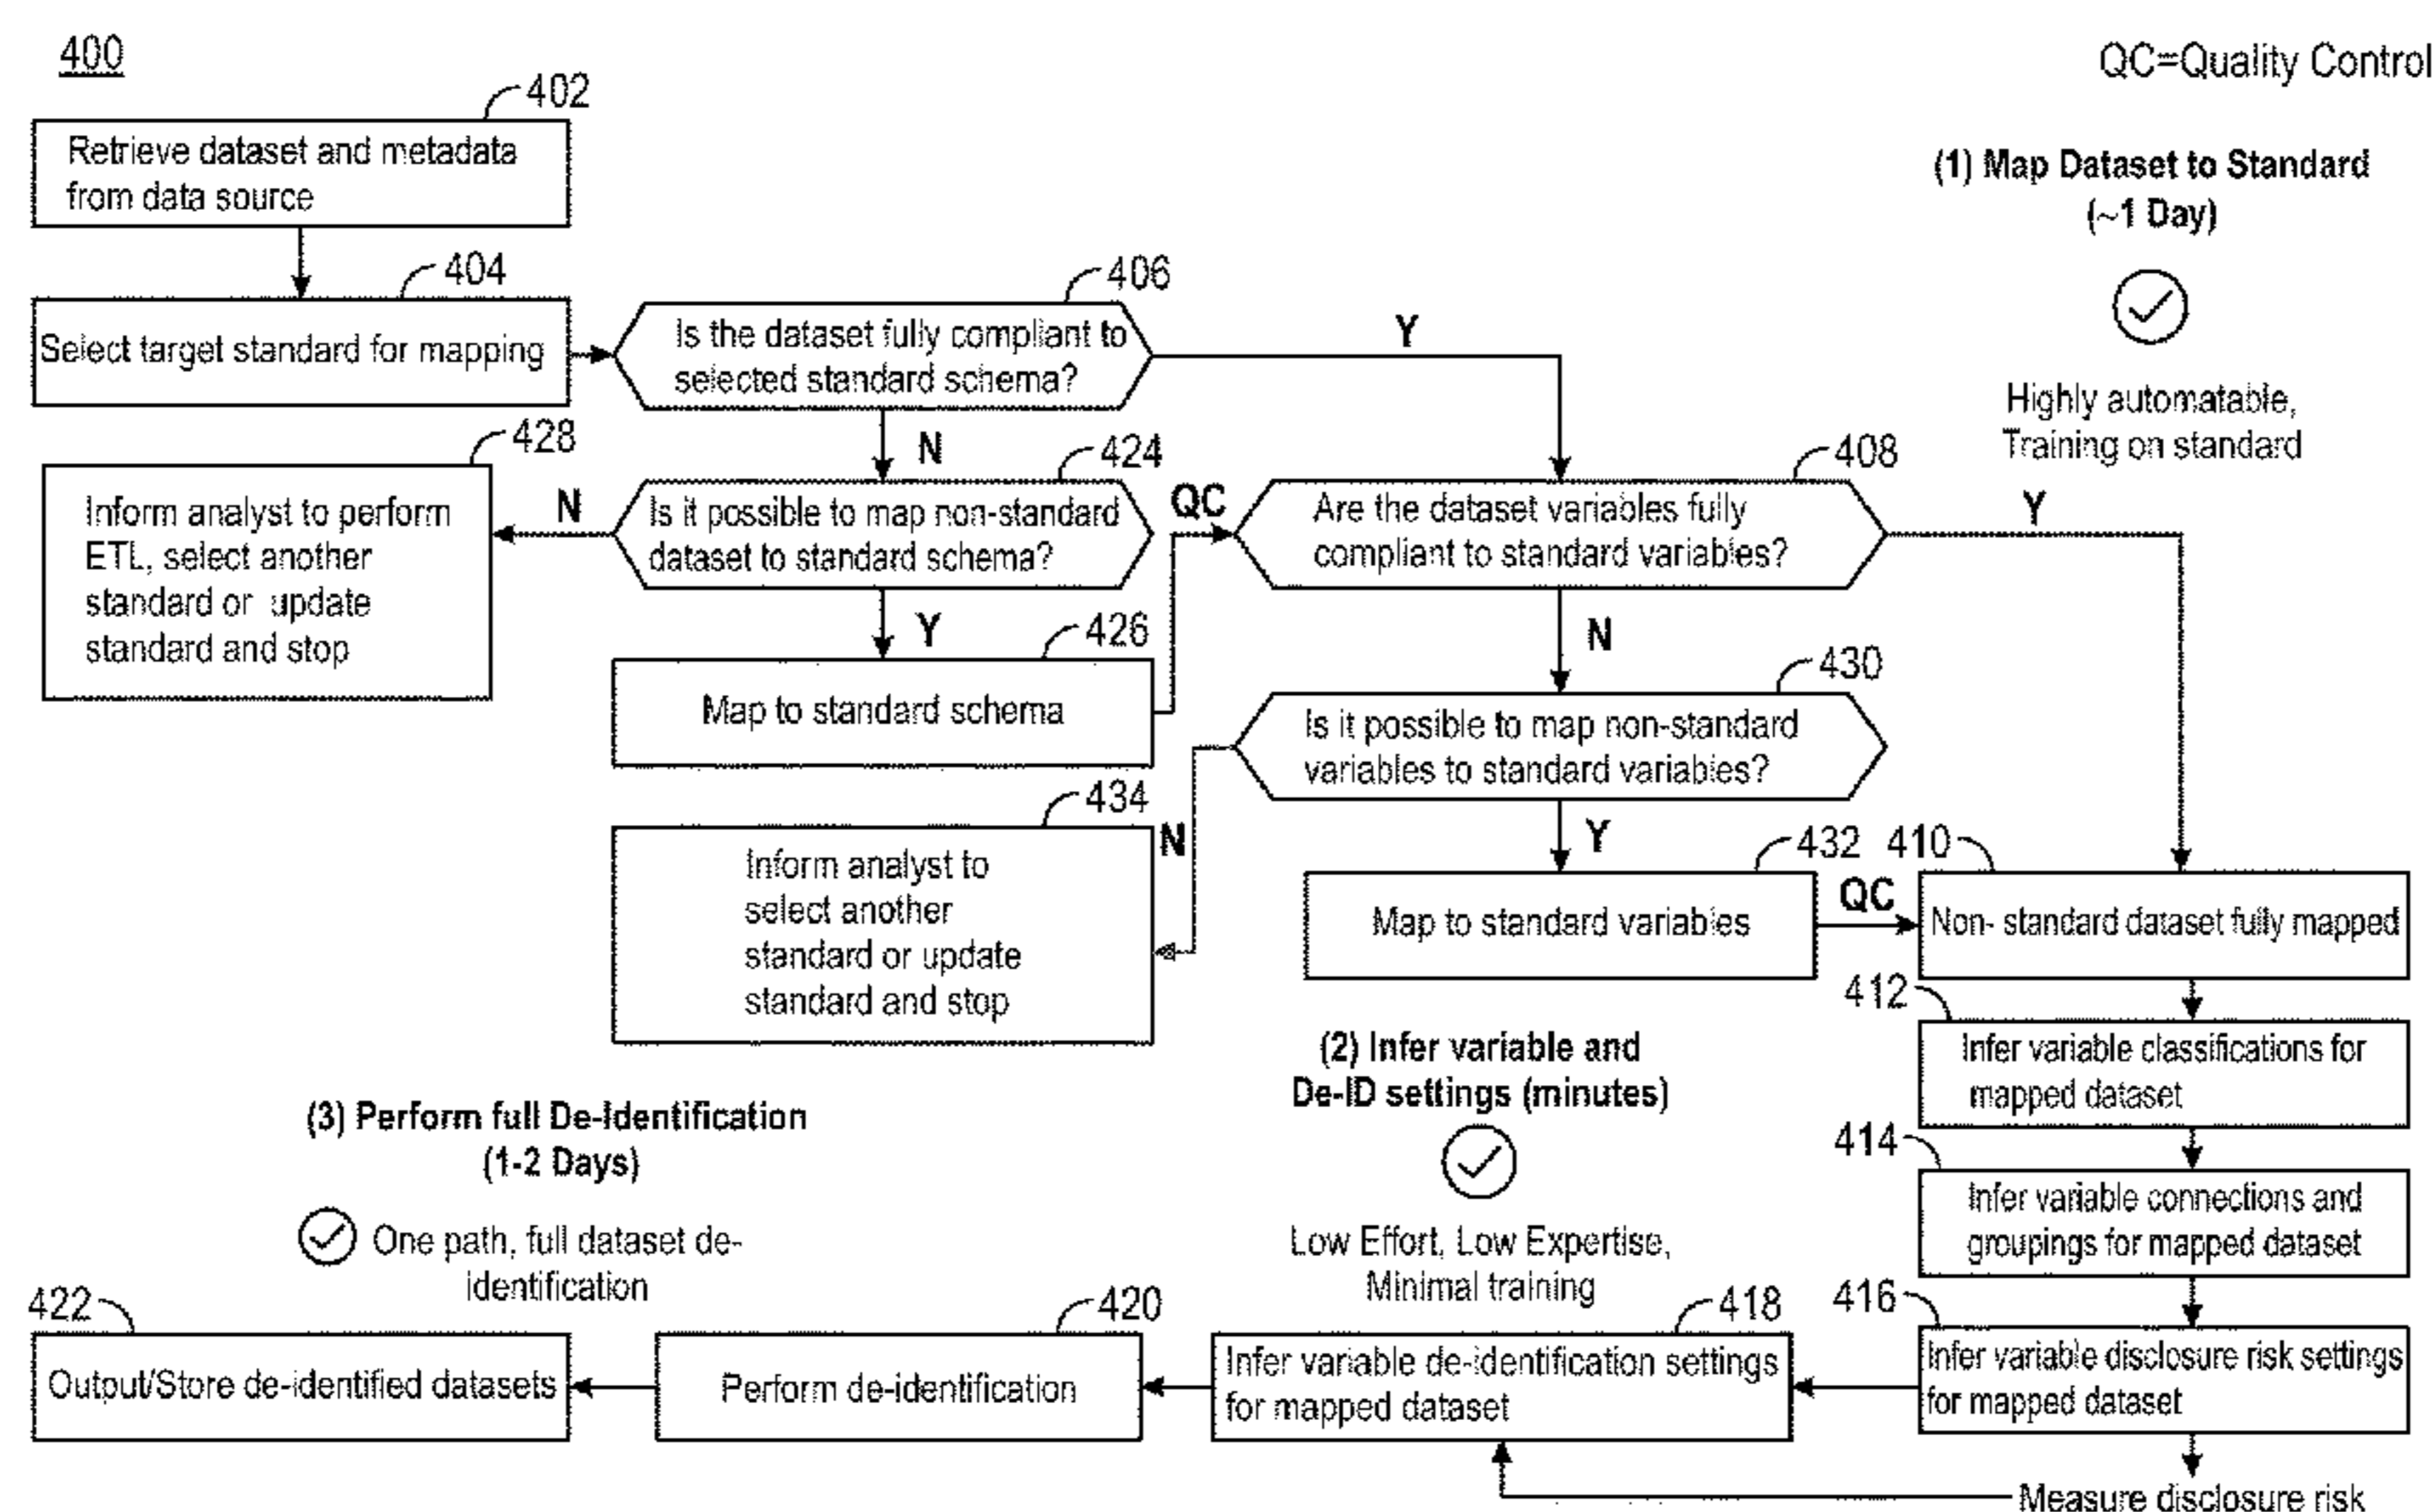 400
QC=Quality Control
402
Retrieve dataset and metadata
from data source
(1) Map Dataset to Standard
(~1 Day)
404
Select target standard for mapping
406
Is the dataset fully compliant to
selected standard schema?
Y
Highly automatable,
Training on standard
N
428
Inform analyst to perform
ETL, select another
standard or update
standard and stop
N
424
Is it possible to map non-standard
dataset to standard schema?
QC
408
Are the dataset variables fully
compliant to standard variables?
Y
Y
426
Map to standard schema
N
430
Is it possible to map non-standard
variables to standard variables?
434
Inform analyst to
select another
standard or update
standard and stop
N
Y
432
Map to standard variables
QC
410
Non- standard dataset fully mapped
412
Infer variable classifications for
mapped dataset
(2) Infer variable and
De-ID settings (minutes)
Low Effort, Low Expertise,
Minimal training
(3) Perform full De-Identification
(1-2 Days)
One path, full dataset de-
identification
414
Infer variable connections and
groupings for mapped dataset
416
Infer variable disclosure risk settings
for mapped dataset
Measure disclosure risk
418
Infer variable de-identification settings
for mapped dataset
420
Perform de-identification
422
Output/Store de-identified datasets